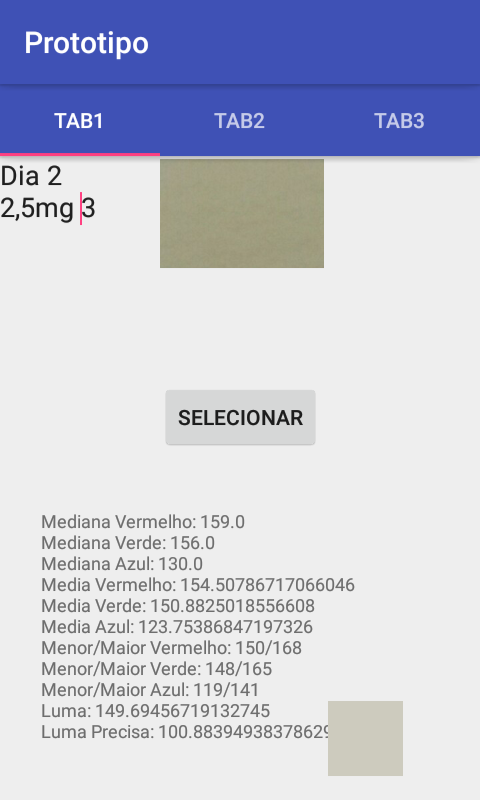 Prototipo
TAB1 TAB2 TAB3
Dia 2
2,5mg 3
SELECIONAR
Mediana Vermelho: 159.0
Mediana Verde: 156.0
Mediana Azul: 130.0
Media Vermelho: 154.50786717066046
Media Verde: 150.8825018556608
Media Azul: 123.75386847197326
Menor/Maior Vermelho: 150/168
Menor/Maior Verde: 148/165
Menor/Maior Azul: 119/141
Luma: 149.69456719132745
Luma Precisa: 100.88394938378629